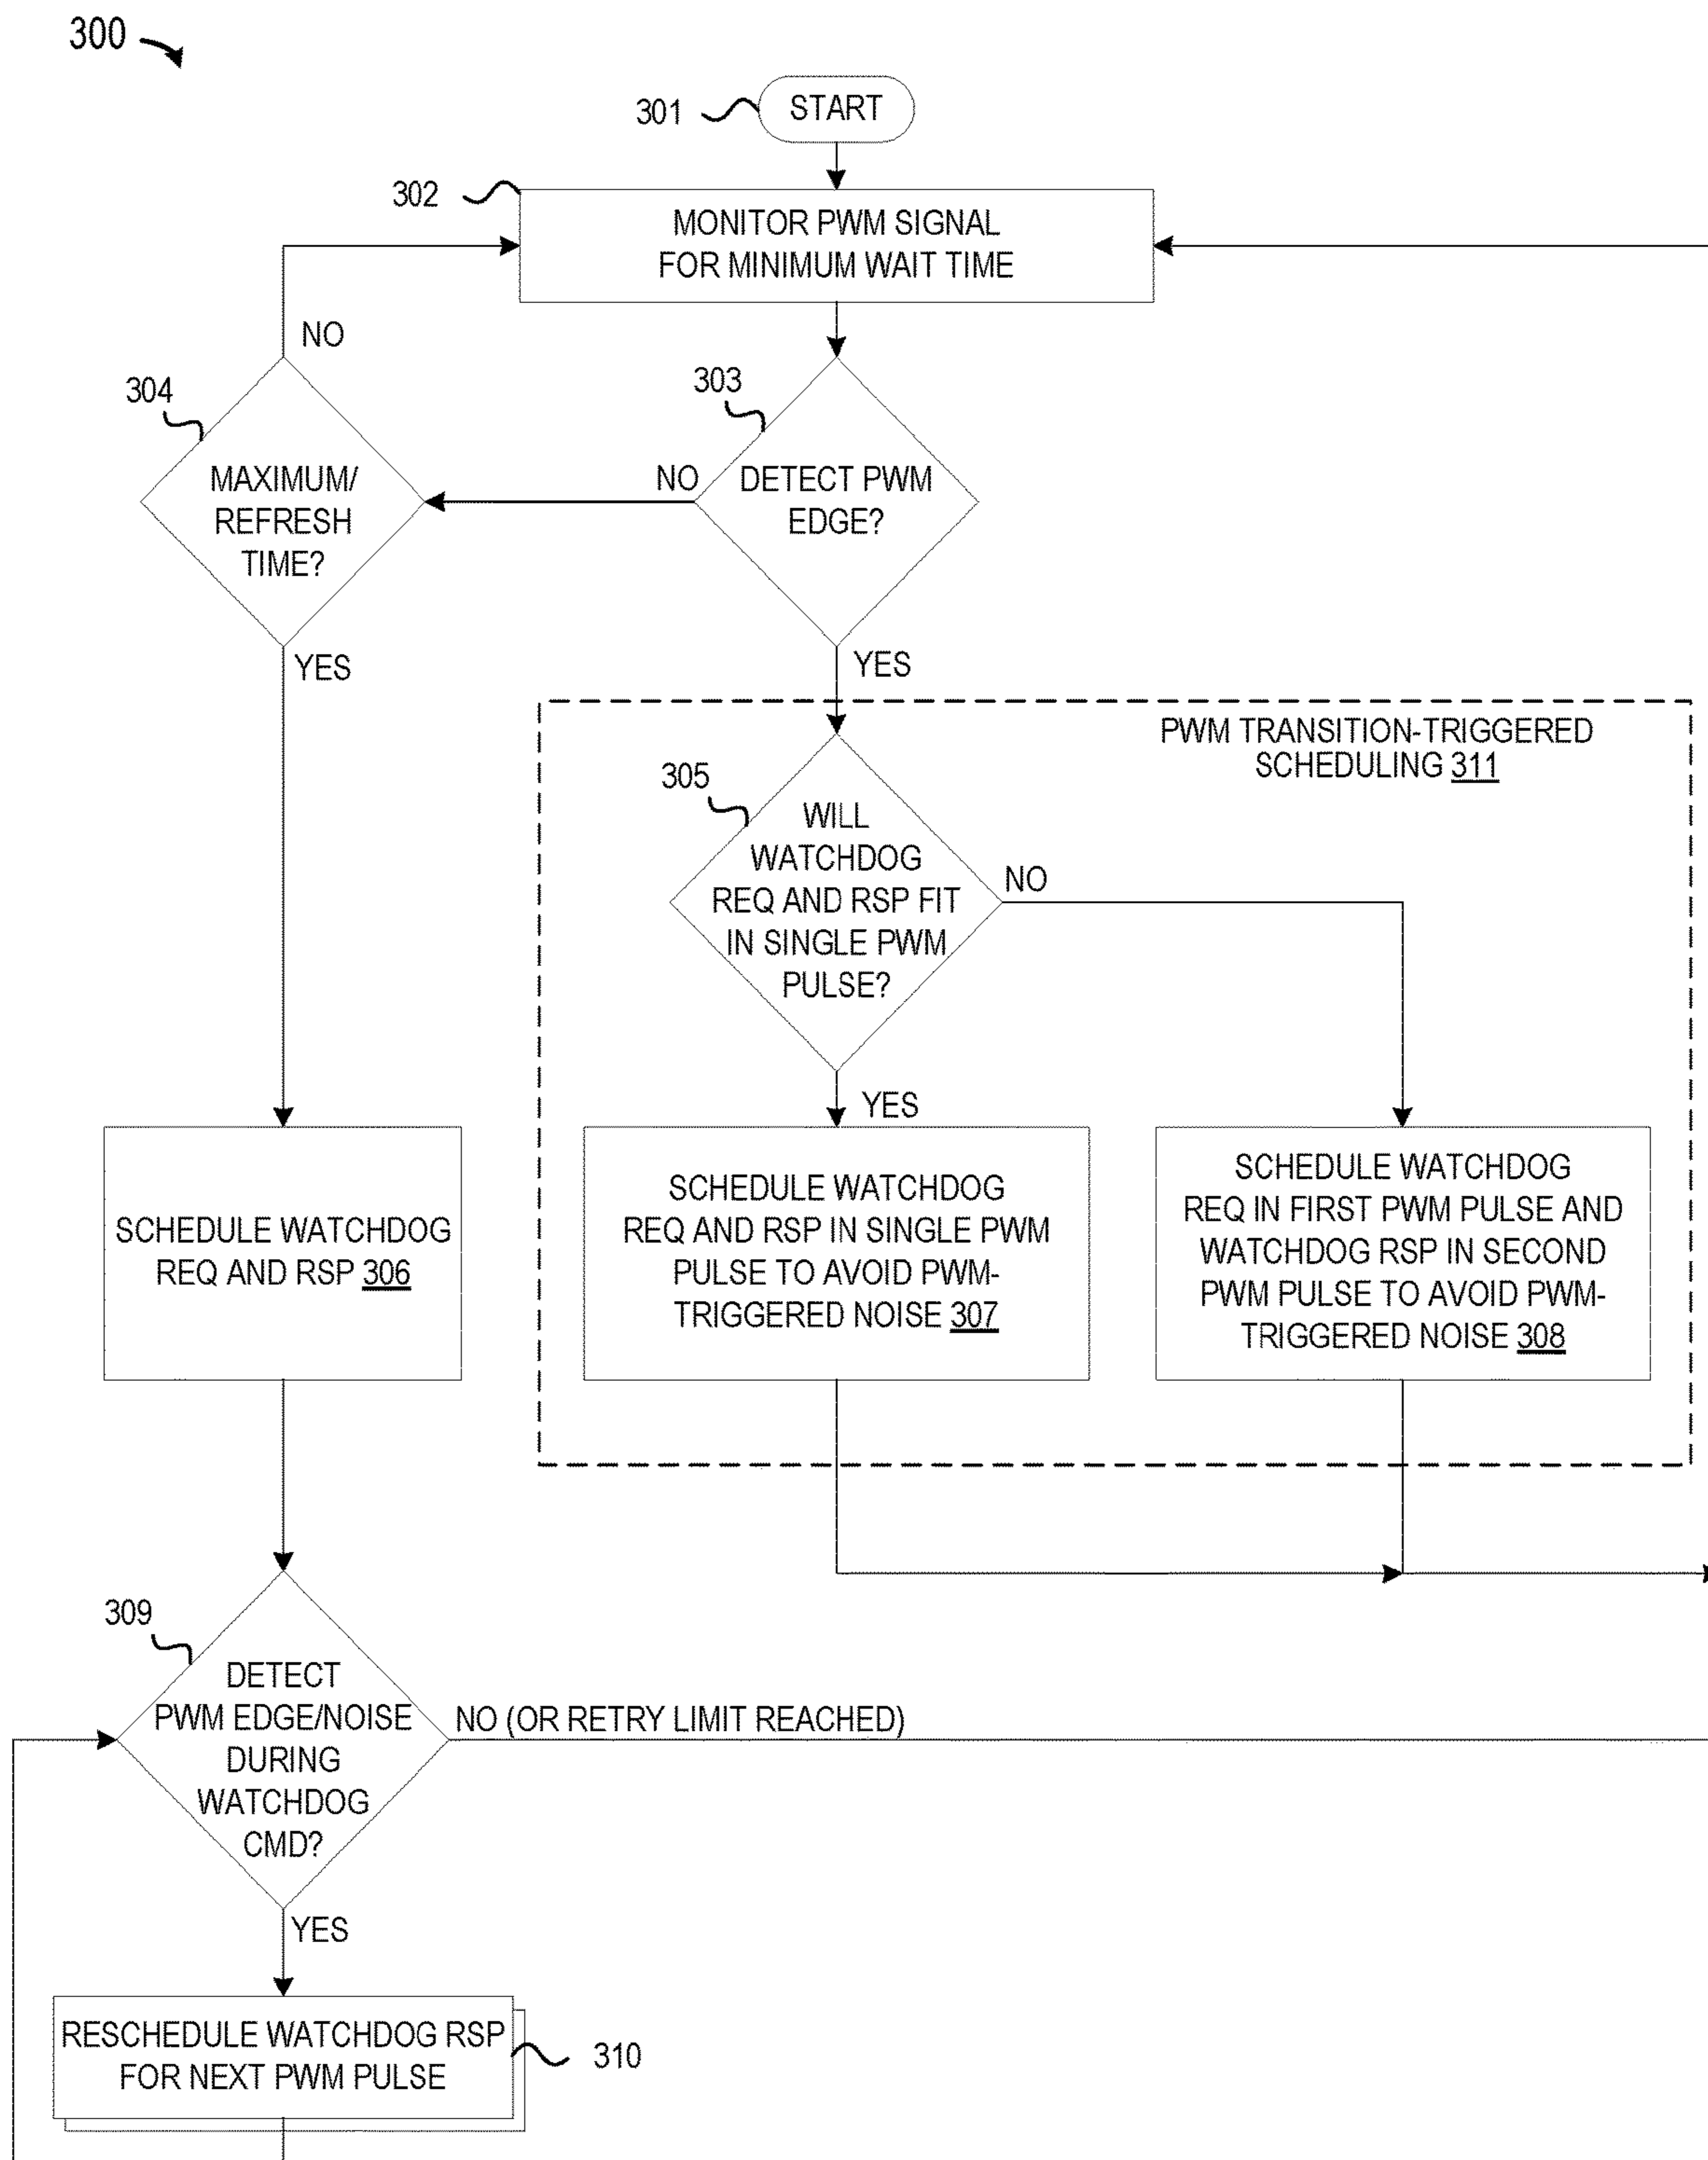 300
301
START
302
MONITOR PWM SIGNAL
FOR MINIMUM WAIT TIME
NO
304
MAXIMUM/
REFRESH
TIME?
YES
303
NO
DETECT PWM
EDGE?
YES
PWM TRANSITION-TRIGGERED
SCHEDULING 311
305
WILL
WATCHDOG
REQ AND RSP FIT
IN SINGLE PWM
PULSE?
NO
YES
SCHEDULE WATCHDOG
REQ AND RSP 306
SCHEDULE WATCHDOG
REQ AND RSP IN SINGLE PWM
PULSE TO AVOID PWM-
TRIGGERED NOISE 307
SCHEDULE WATCHDOG
REQ IN FIRST PWM PULSE AND
WATCHDOG RSP IN SECOND
PWM PULSE TO AVOID PWM-
TRIGGERED NOISE 308
309
DETECT
PWM EDGE/NOISE
DURING
WATCHDOG
CMD?
NO (OR RETRY LIMIT REACHED)
YES
RESCHEDULE WATCHDOG RSP
FOR NEXT PWM PULSE
310